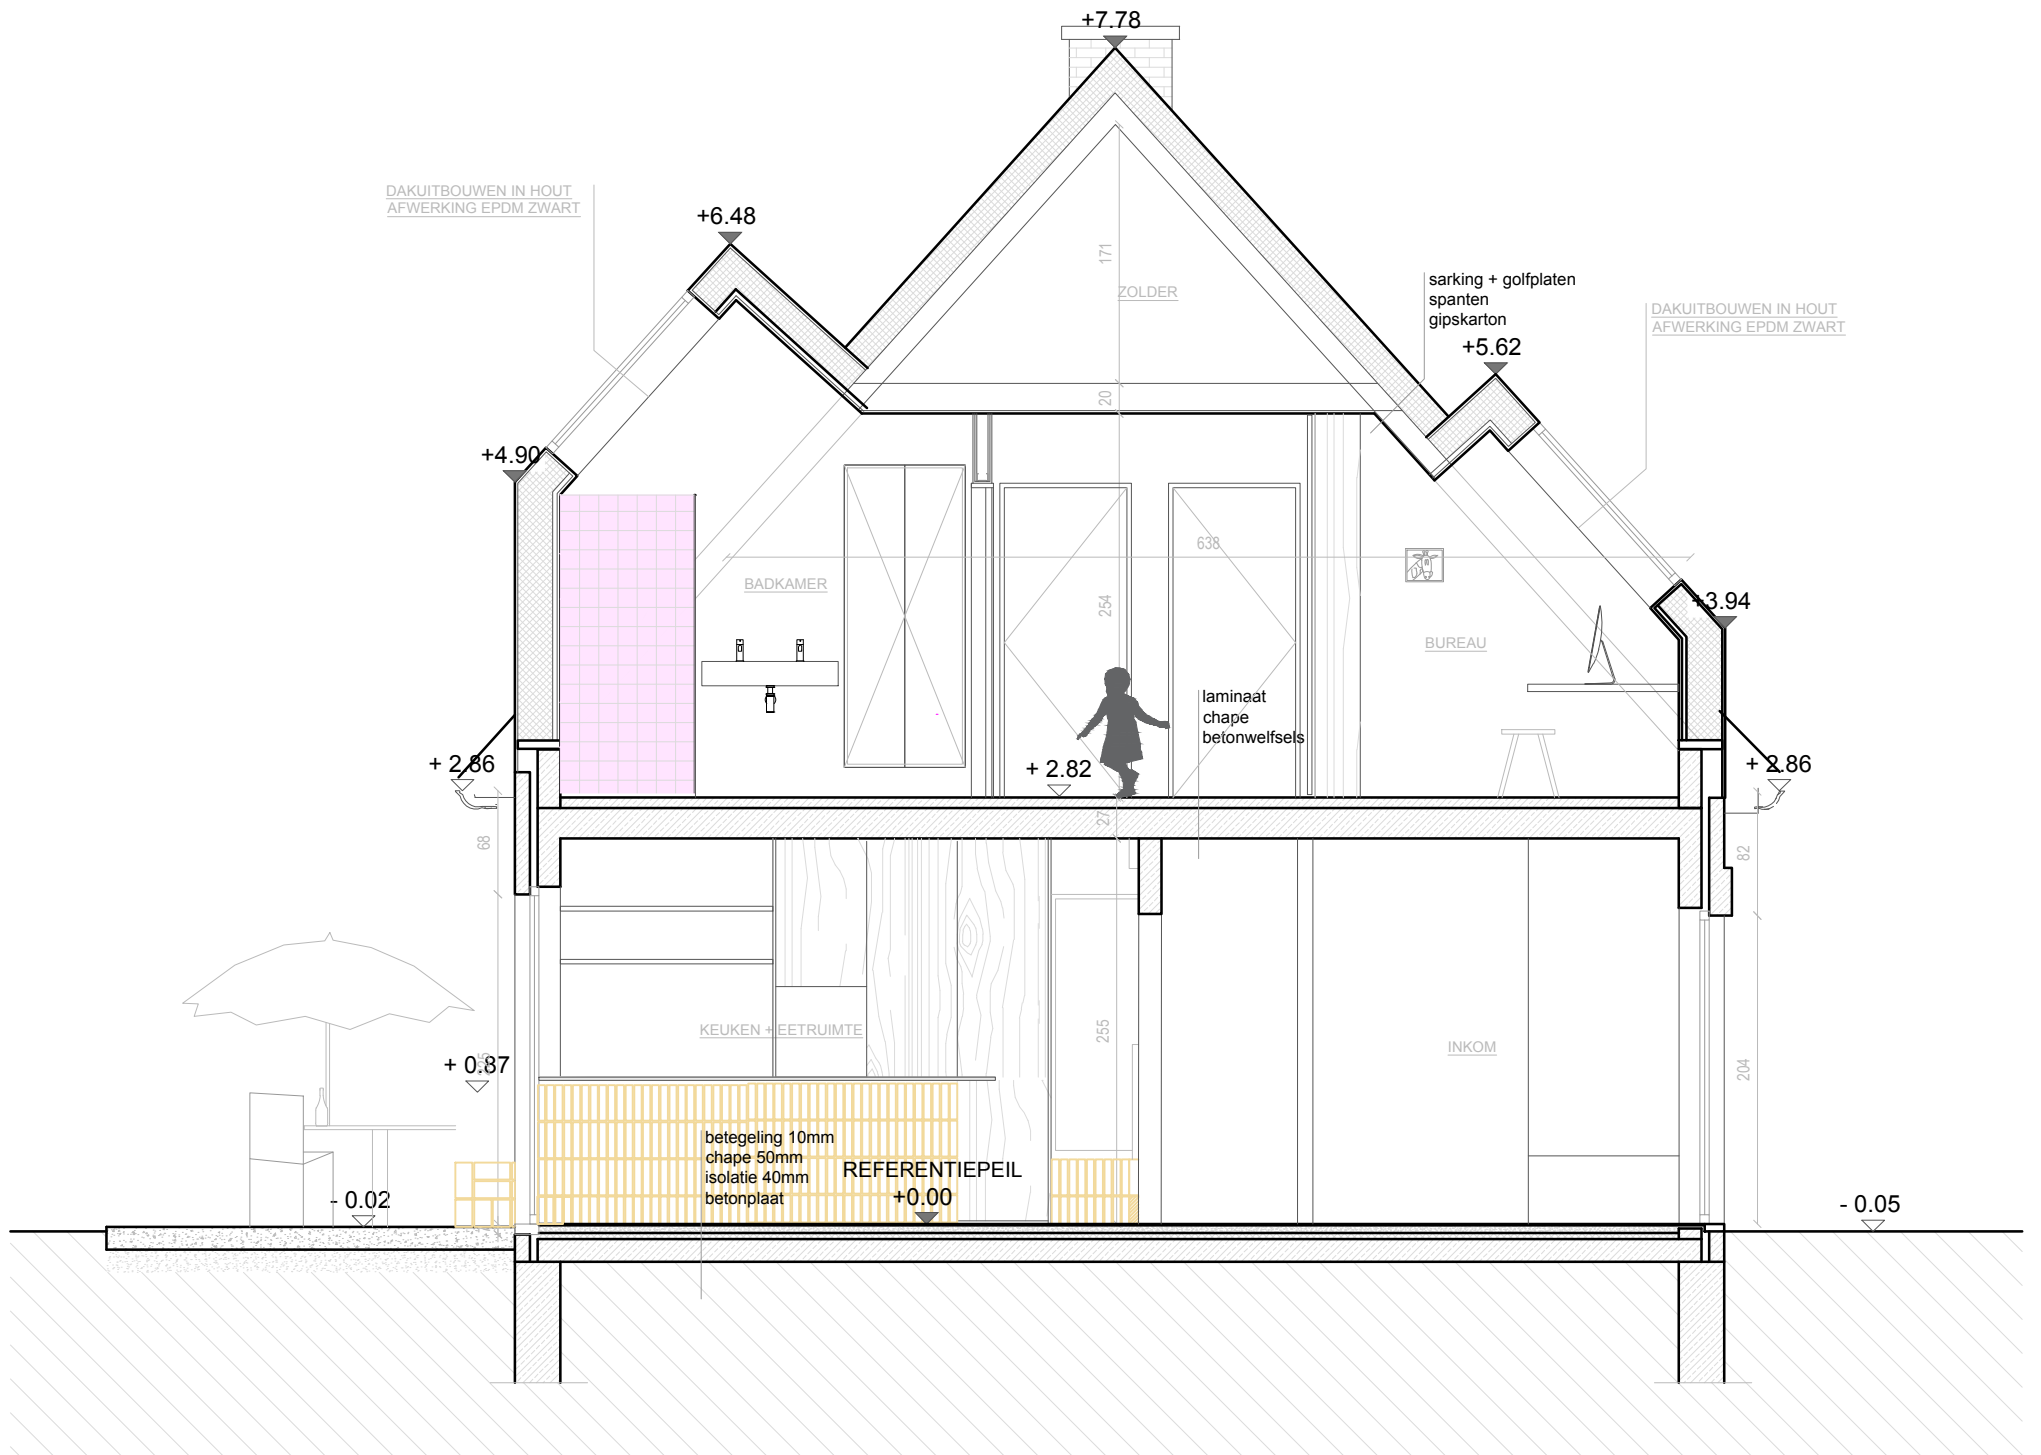 +7.78
DAKUITBOUWEN IN HOUT
AFWERKING EPDM ZWART
+6.48
171
ZOLDER
sarking + golfplaten
spanten
gipskarton
DAKUITBOUWEN IN HOUT
AFWERKING EPDM ZWART
+5.62
20
+4.90
638
BADKAMER
254
+3.94
BUREAU
laminaat
chape
betonwelfsels
+ 2.86
+ 2.82
+ 2.86
27
68
82
KEUKEN + EETRUIMTE
255
INKOM
+ 0.87
204
betegeling 10mm
chape 50mm
isolatie 40mm
betonplaat
REFERENTIEPEIL
+0.00
- 0.02
- 0.05